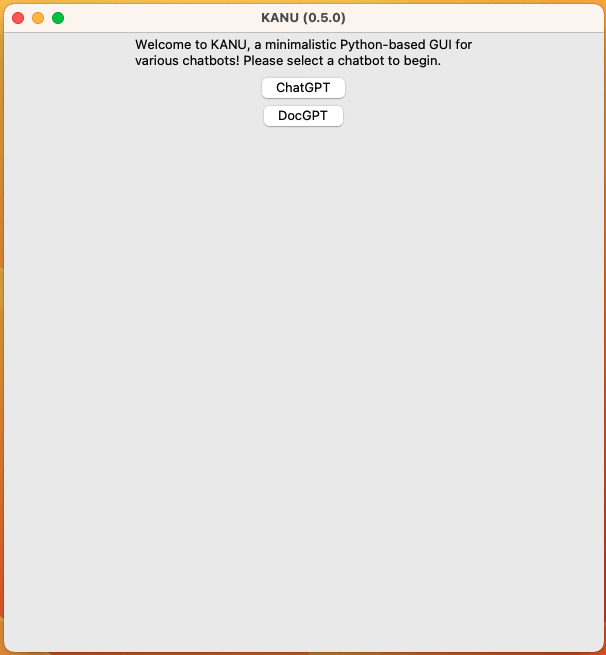 KANU (0.5.0)
Welcome to KANU, a minimalistic Python-based GUI for
various chatbots! Please select a chatbot to begin.
ChatGPT
DocGPT